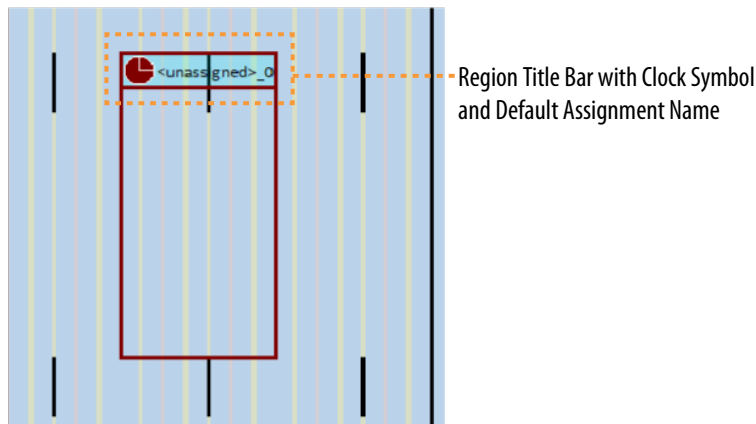 <unassigned>_0
Region Title Bar with Clock Symbol
and Default Assignment Name